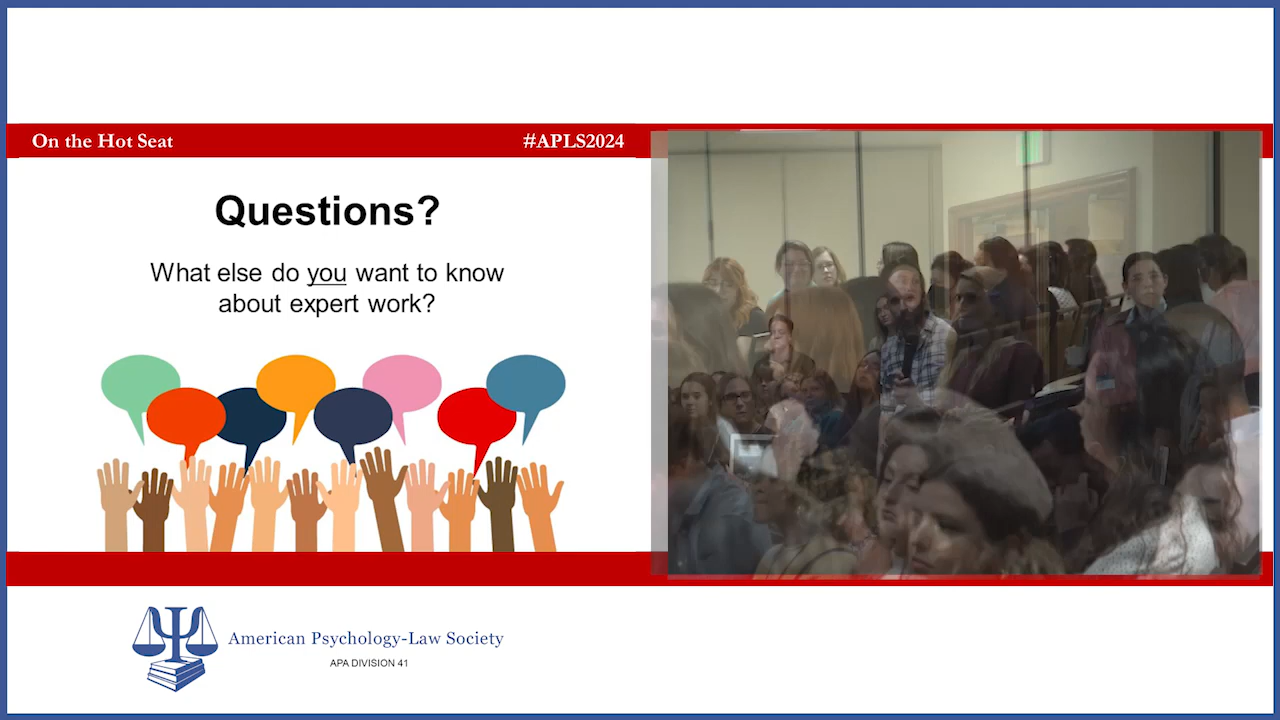 On the Hot Seat
#APLS2024
Questions?
What else do you want to know
about expert work?
American Psychology-Law Society
APA DIVISION 41